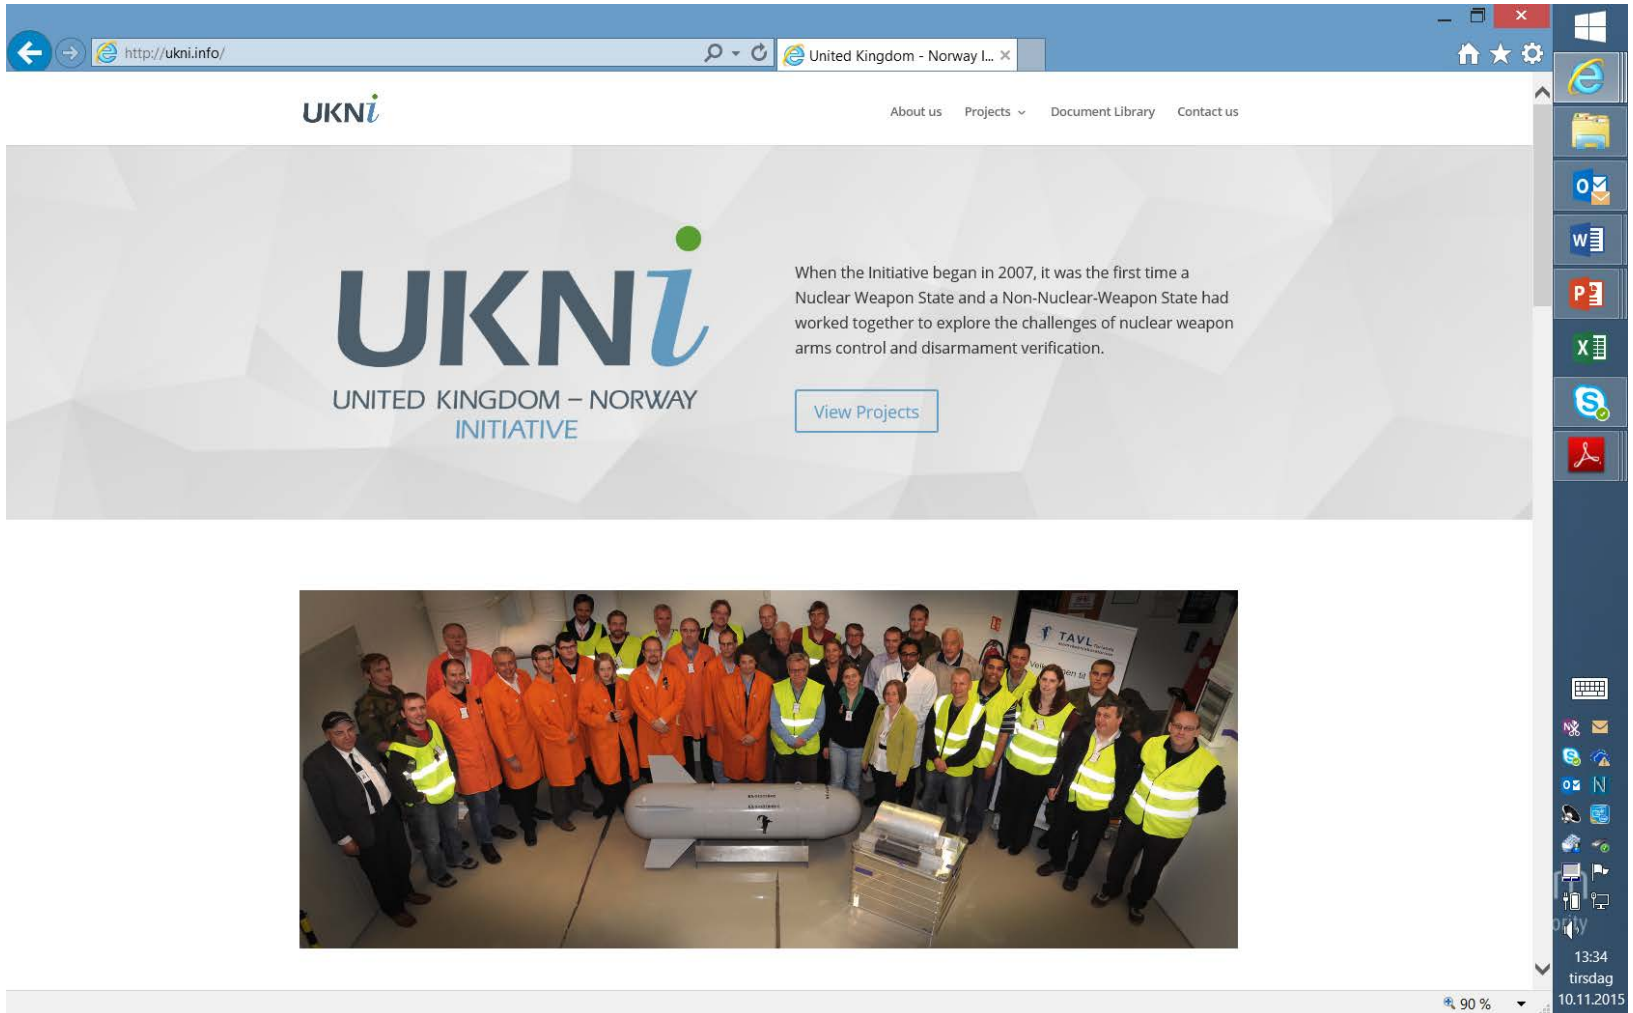 http://ukni.info/
United Kingdom - Norway I...
UKNi
About us
Projects
Document Library
Contact us
UKNi
UNITED KINGDOM – NORWAY
INITIATIVE
When the Initiative began in 2007, it was the first time a
Nuclear Weapon State and a Non-Nuclear-Weapon State had
worked together to explore the challenges of nuclear weapon
arms control and disarmament verification.
View Projects
TAVL
90 %
13:34
tirsdag
10.11.2015